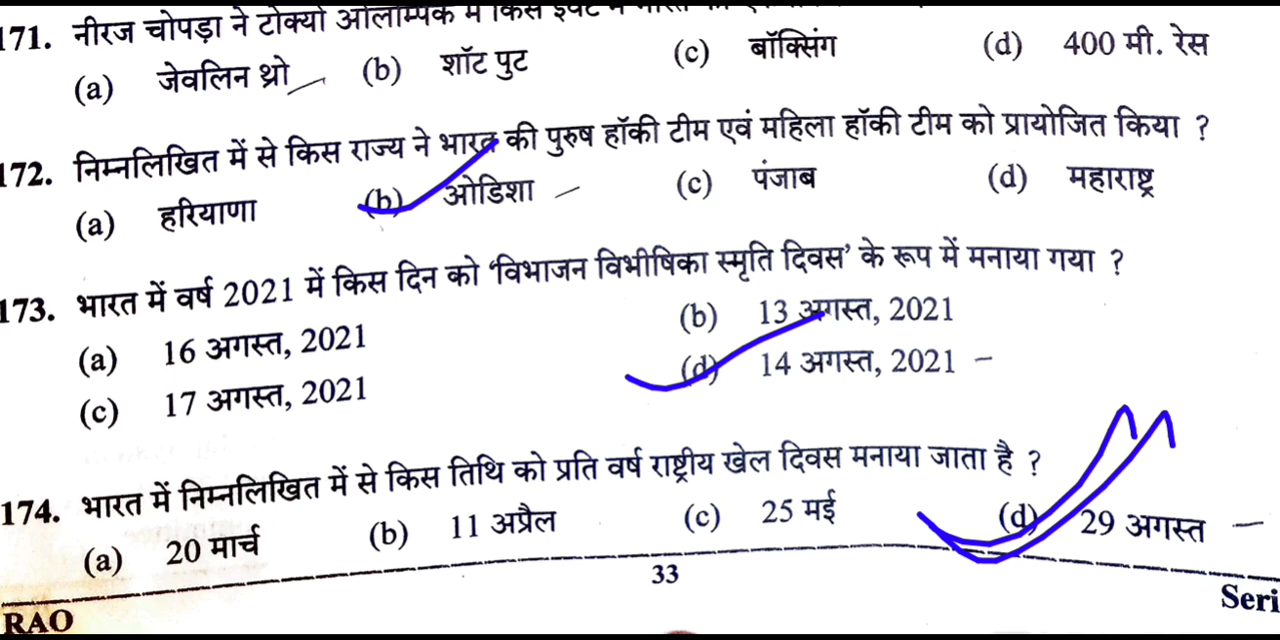 171. नीरज चोपड़ा ने टोक्यो ओलम्पिक में किस इवेंट
(a) जेवलिन थ्रो (b) शॉट पुट (c) बॉक्सिंग (d) 400 मी. रेस
172. निम्नलिखित में से किस राज्य ने भारत की पुरुष हॉकी टीम एवं महिला हॉकी टीम को प्रायोजित किया ?
(a) हरियाणा (b) ओडिशा (c) पंजाब (d) महाराष्ट्र
173. भारत में वर्ष 2021 में किस दिन को ‘विभाजन विभीषिका स्मृति दिवस’ के रूप में मनाया गया ?
(a) 16 अगस्त, 2021 (b) 13 अगस्त, 2021
(c) 17 अगस्त, 2021 (d) 14 अगस्त, 2021
174. भारत में निम्नलिखित में से किस तिथि को प्रति वर्ष राष्ट्रीय खेल दिवस मनाया जाता है ?
(a) 20 मार्च (b) 11 अप्रैल (c) 25 मई (d) 29 अगस्त
33
RAO Seri